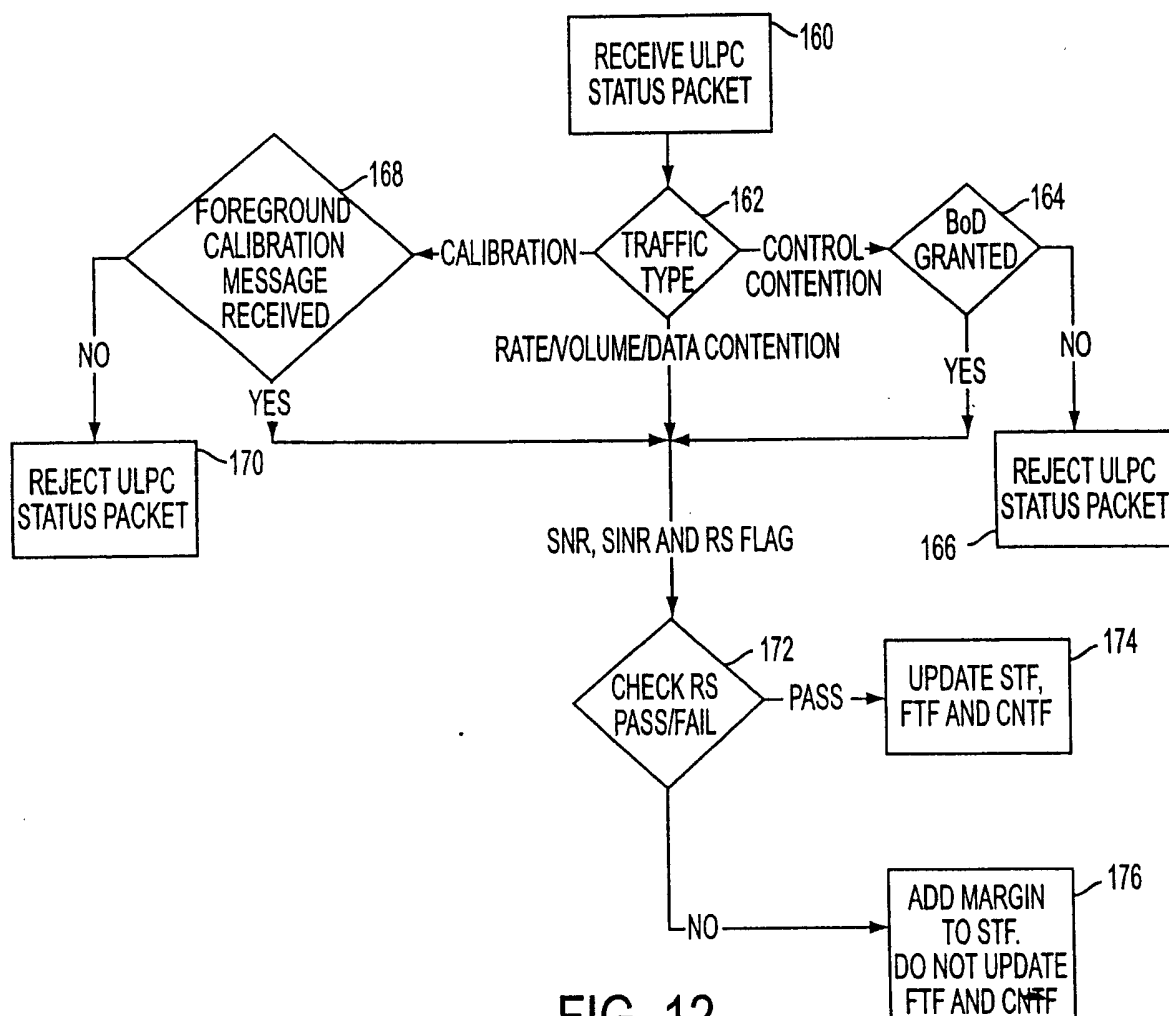 160
RECEIVE ULPC
STATUS PACKET
168
FOREGROUND
CALIBRATION
MESSAGE
RECEIVED
CALIBRATION
162
TRAFFIC
TYPE
CONTROL
CONTENTION
164
BoD
GRANTED
RATE/VOLUME/DATA CONTENTION
NO
YES
YES
NO
170
REJECT ULPC
STATUS PACKET
REJECT ULPC
STATUS PACKET
166
SNR, SINR AND RS FLAG
172
CHECK RS
PASS/FAIL
PASS
174
UPDATE STF,
FTF AND CNTF
NO
176
ADD MARGIN
TO STF.
DO NOT UPDATE
FTF AND CNTF
FIG. 12